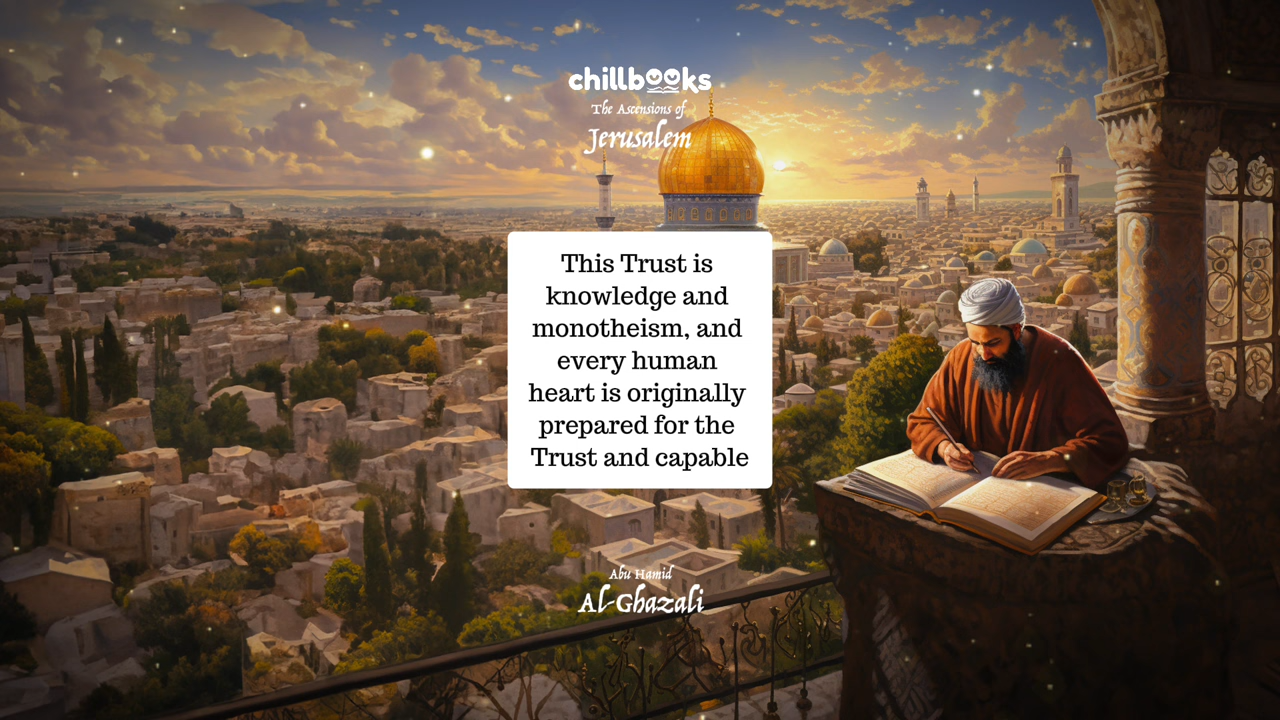 chillbooks
The Ascensions of
Jerusalem
This Trust is
knowledge and
monotheism, and
every human
heart is originally
prepared for the
Trust and capable
Abu Hamid
Al-Ghazali